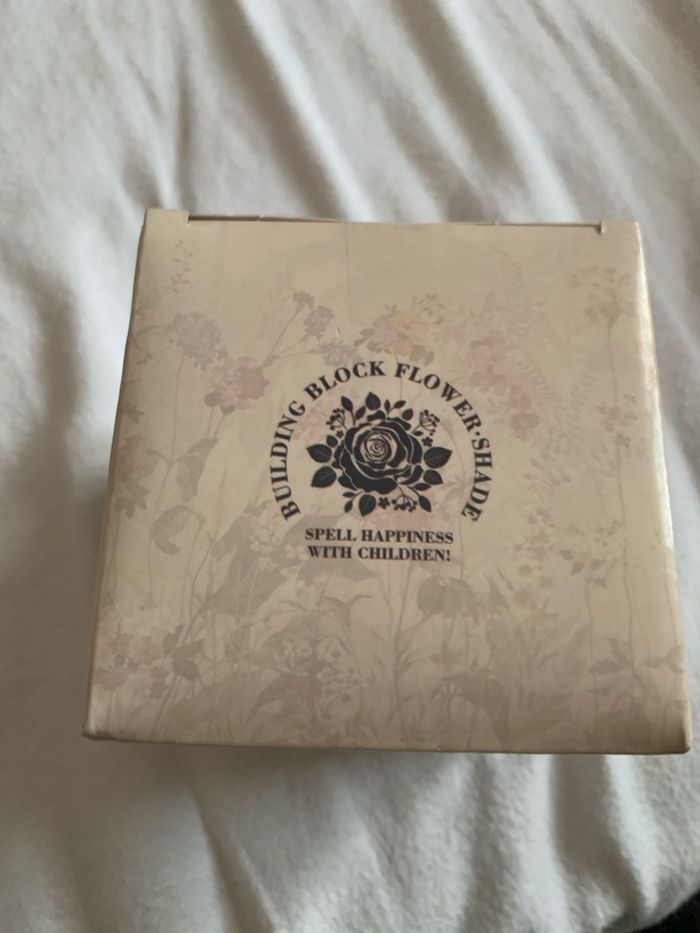 BUILDING BLOCK FLOWER·SHADE
SPELL HAPPINESS
WITH CHILDREN!